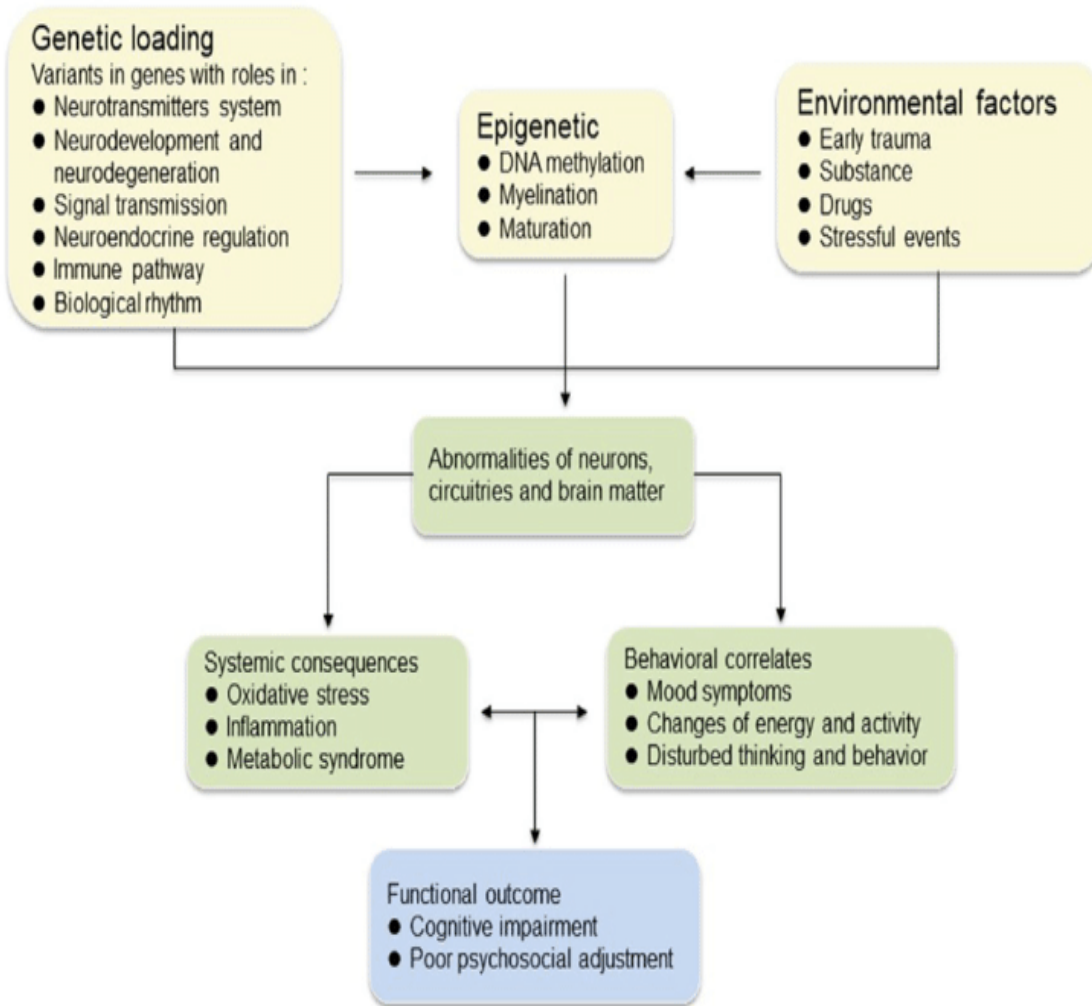 Genetic loading
Variants in genes with roles in :
● Neurotransmitters system
● Neurodevelopment and
neurodegeneration
● Signal transmission
● Neuroendocrine regulation
● Immune pathway
● Biological rhythm
Epigenetic
● DNA methylation
● Myelination
● Maturation
Environmental factors
● Early trauma
● Substance
● Drugs
● Stressful events
Abnormalities of neurons,
circuitries and brain matter
Systemic consequences
● Oxidative stress
● Inflammation
● Metabolic syndrome
Behavioral correlates
● Mood symptoms
● Changes of energy and activity
● Disturbed thinking and behavior
Functional outcome
● Cognitive impairment
● Poor psychosocial adjustment